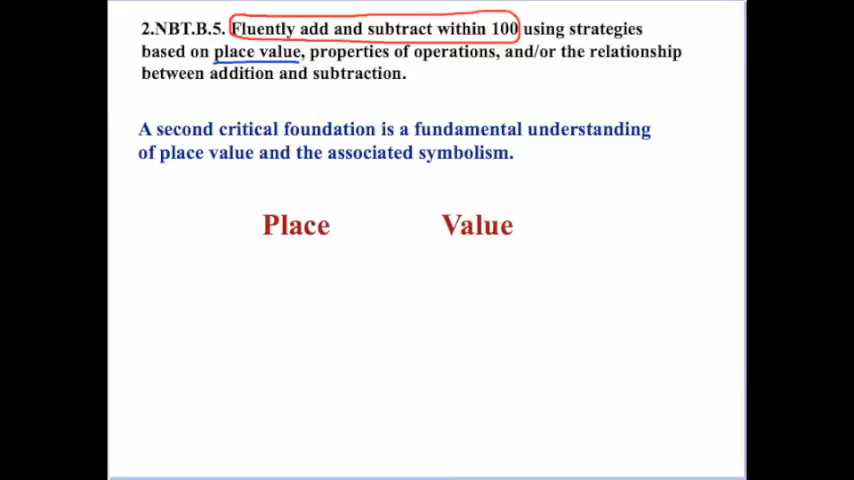 2.NBT.B.5. Fluently add and subtract within 100 using strategies
based on place value, properties of operations, and/or the relationship
between addition and subtraction.
A second critical foundation is a fundamental understanding
of place value and the associated symbolism.
Place Value